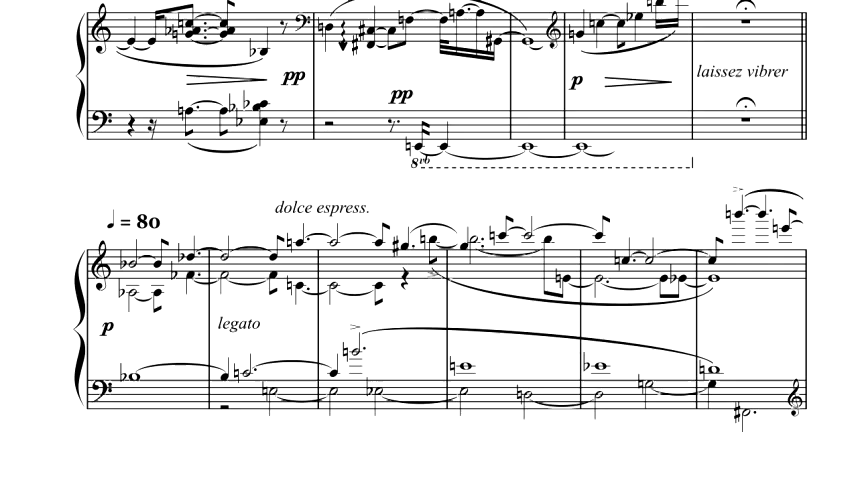 pp
pp
p
laissez vibrer
8vb
♩ = 80
dolce espress.
p
legato